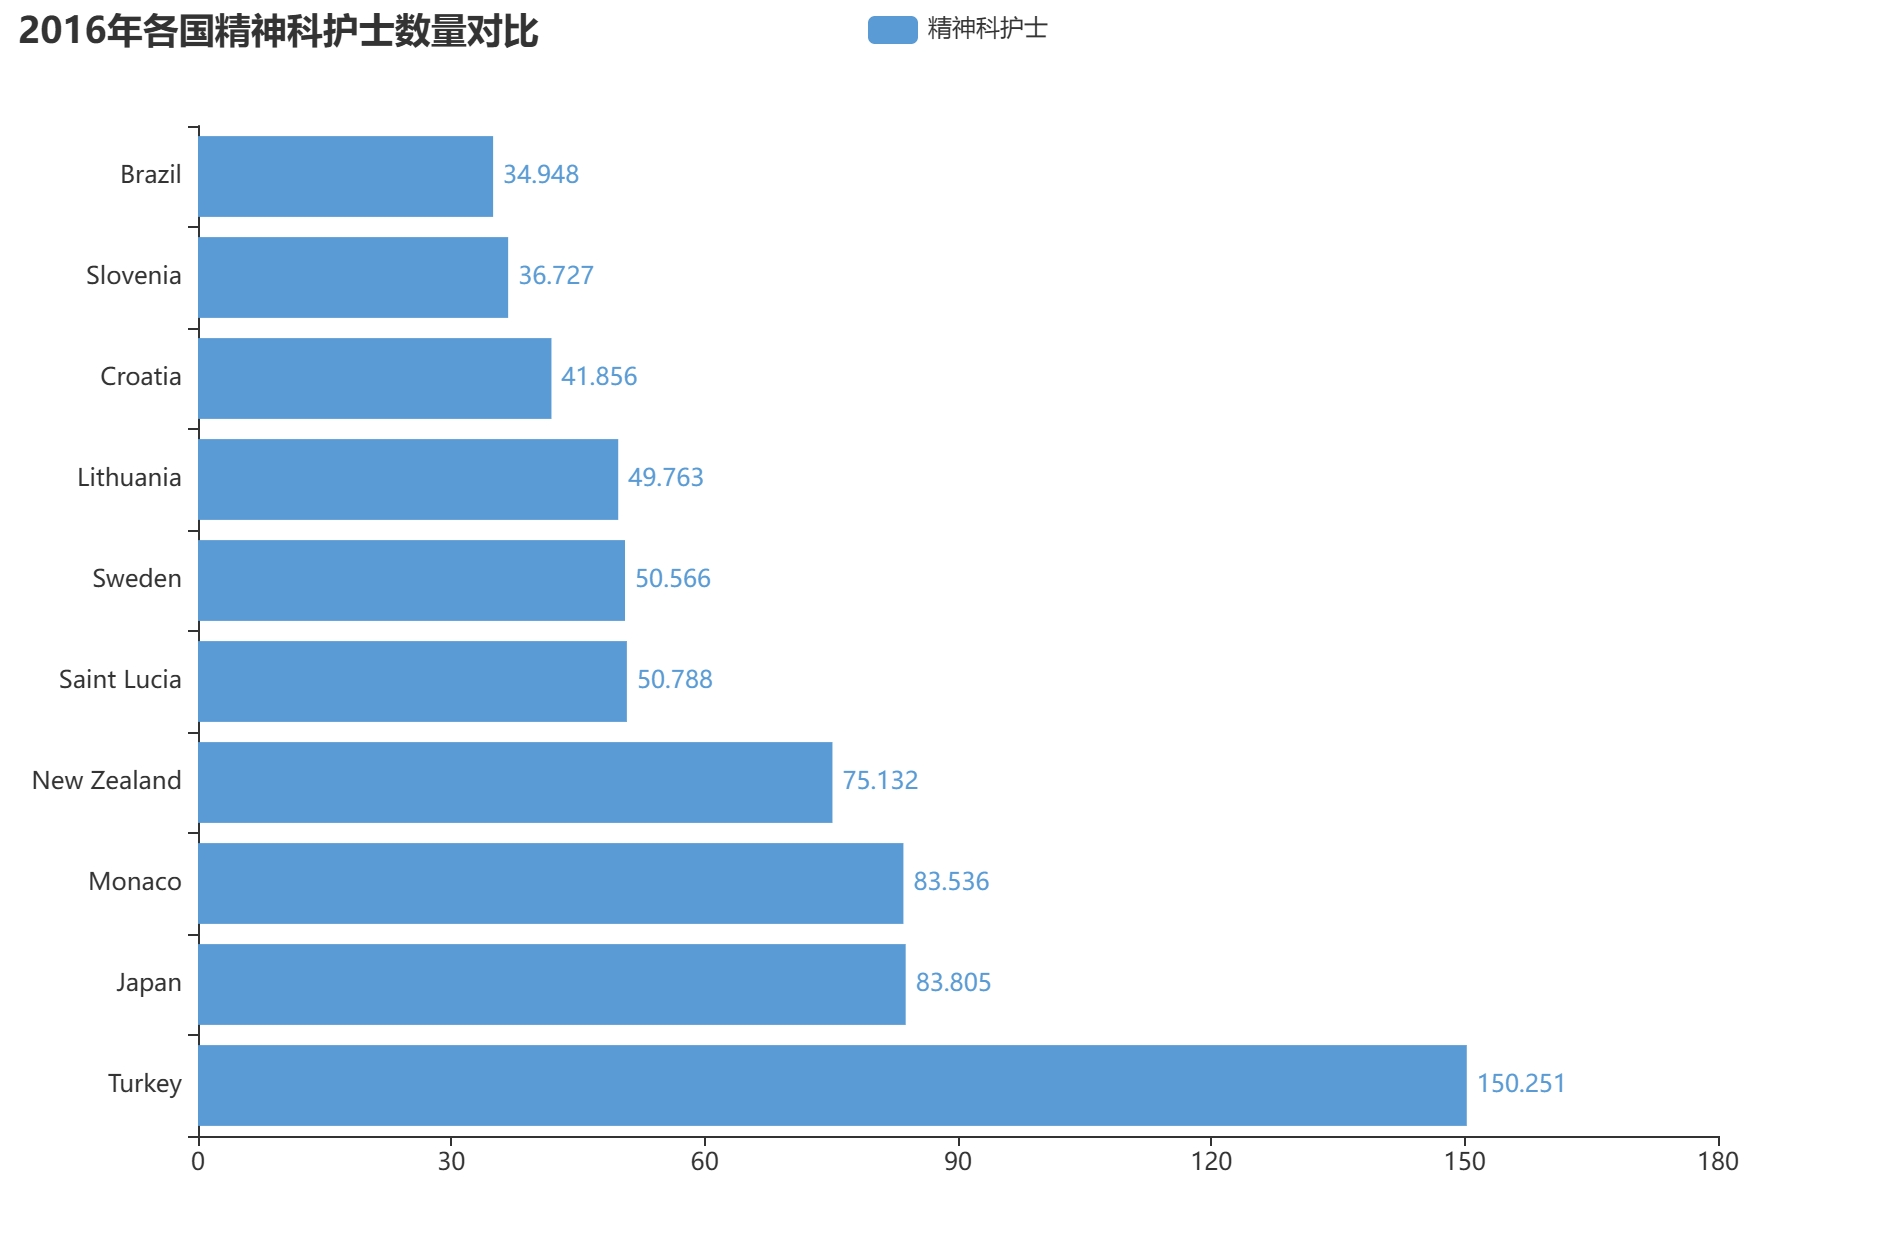 2016年各国精神科护士数量对比
精神科护士
Brazil 34.948
Slovenia 36.727
Croatia 41.856
Lithuania 49.763
Sweden 50.566
Saint Lucia 50.788
New Zealand 75.132
Monaco 83.536
Japan 83.805
Turkey 150.251
0 30 60 90 120 150 180